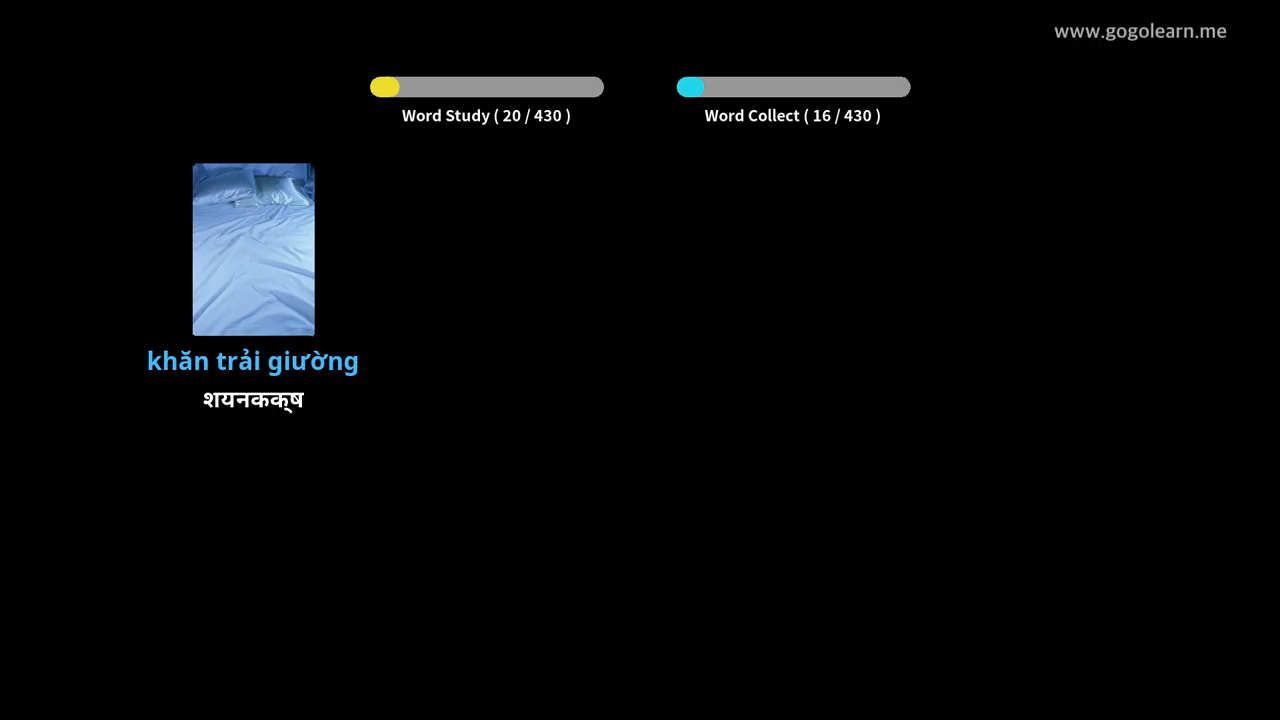 www.gogolearn.me
Word Study ( 20 / 430 )
Word Collect ( 16 / 430 )
khăn trải giường
शयनकक्ष